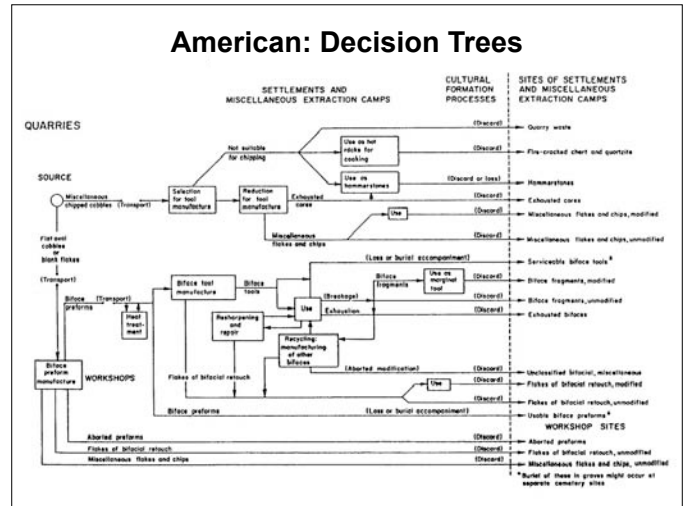 American: Decision Trees
SETTLEMENTS AND
MISCELLANEOUS EXTRACTION CAMPS
CULTURAL
FORMATION
PROCESSES
SITES OF SETTLEMENTS
AND MISCELLANEOUS
EXTRACTION CAMPS
QUARRIES
(Discard)
Quarry waste
Not suitable
for chipping
Use as hot
rocks for
cooking
(Discard)
Fire-cracked chert and quartzite
SOURCE
Use as
hammerstones
(Discard or loss)
Hammerstones
Miscellaneous
chipped cobbles
(Transport)
Selection
for tool
manufacture
Reduction
for tool
manufacture
Exhausted
cores
(Discard)
Exhausted cores
Use
(Discard)
Miscellaneous flakes and chips, modified
Flat oval
cobbles
or
blank flakes
Miscellaneous
flakes and chips
(Discard)
Miscellaneous flakes and chips, unmodified
(Transport)
(Loss or burial accompaniment)
Serviceable biface tools*
Biface
preforms
(Transport)
Heat
treat-
ment
Biface tool
manufacture
Biface
tools
Use
Biface
fragments
Use as
marginal
tool
(Discard)
Biface fragments, modified
(Breakage)
(Discard)
Biface fragments, unmodified
Exhaustion
(Discard)
Exhausted bifaces
Resharpening
and
repair
Recycling:
manufacturing
of other
bifaces
Biface
preform
manufacture
WORKSHOPS
(Aborted modification)
(Discard)
Unclassified bifacial, miscellaneous
Flakes of bifacial retouch
Use
(Discard)
Flakes of bifacial retouch, modified
(Discard)
Flakes of bifacial retouch, unmodified
Biface preforms
(Loss or burial accompaniment)
Usable biface preforms*
WORKSHOP SITES
Aborted preforms
(Discard)
Aborted preforms
Flakes of bifacial retouch
(Discard)
Flakes of bifacial retouch, unmodified
Miscellaneous flakes and chips
(Discard)
Miscellaneous flakes and chips, unmodified
*Burial of these in graves might occur at
separate cemetery sites